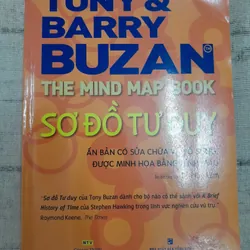 TONY &
BARRY
BUZAN
THE MIND MAP BOOK
SƠ ĐỒ TƯ DUY
ẤN BẢN CÓ SỬA CHỮA
ĐƯỢC MINH HỌA BẰNG
"Sơ đồ Tư duy của Tony Buzan dành cho bộ não có thể sánh với A Brief
History of Time của Stephen Hawking trong lĩnh vực nghiên cứu vũ trụ."
Raymond Keene, The Times